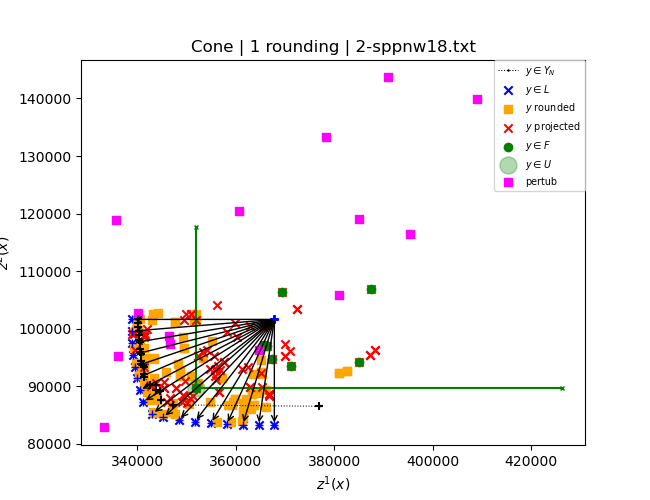 Cone | 1 rounding | 2-sppnw18.txt
140000
130000
120000
110000
100000
90000
80000
z²(x)
340000
360000
380000
400000
420000
z¹(x)
y ∈ Y_N
y ∈ L
y rounded
y projected
y ∈ F
y ∈ U
pertub